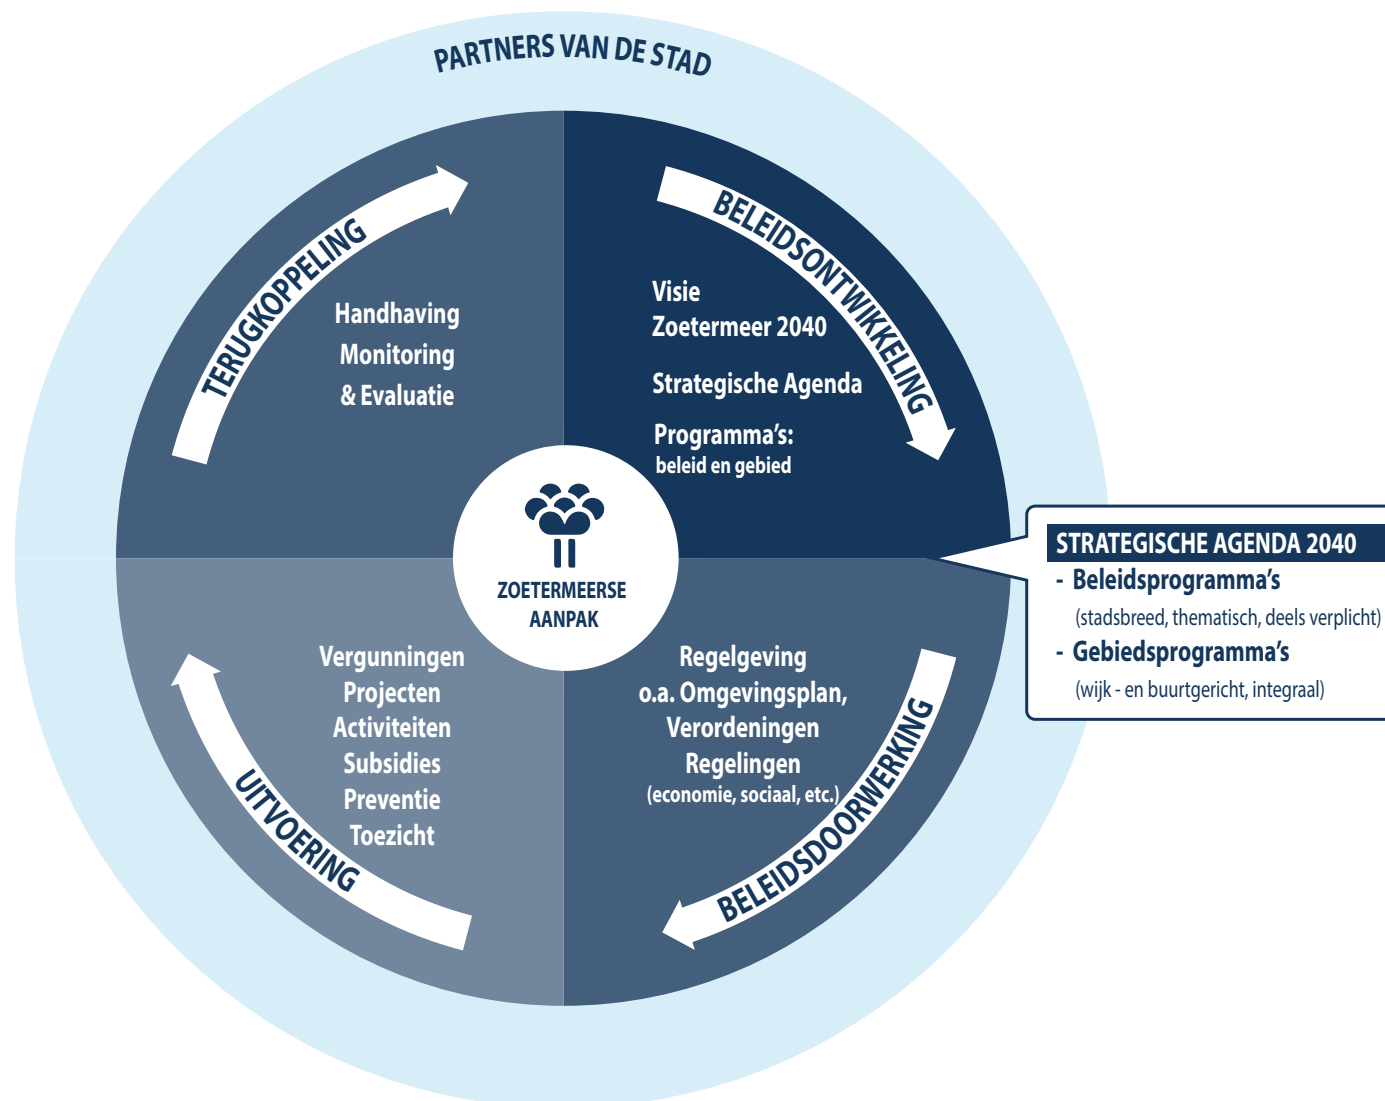 PARTNERS VAN DE STAD
TERUGKOPPELING
Handhaving
Monitoring
& Evaluatie
BELEIDSONTWIKKELING
Visie
Zoetermeer 2040
Strategische Agenda
Programma's:
beleid en gebied
ZOETERMEERSE
AANPAK
STRATEGISCHE AGENDA 2040
- Beleidsprogramma's
(stadsbreed, thematisch, deels verplicht)
- Gebiedsprogramma's
(wijk - en buurtgericht, integraal)
Regelgeving
o.a. Omgevingsplan,
Verordeningen
Regelingen
(economie, sociaal, etc.)
BELEIDSDOORWERKING
Vergunningen
Projecten
Activiteiten
Subsidies
Preventie
Toezicht
UITVOERING